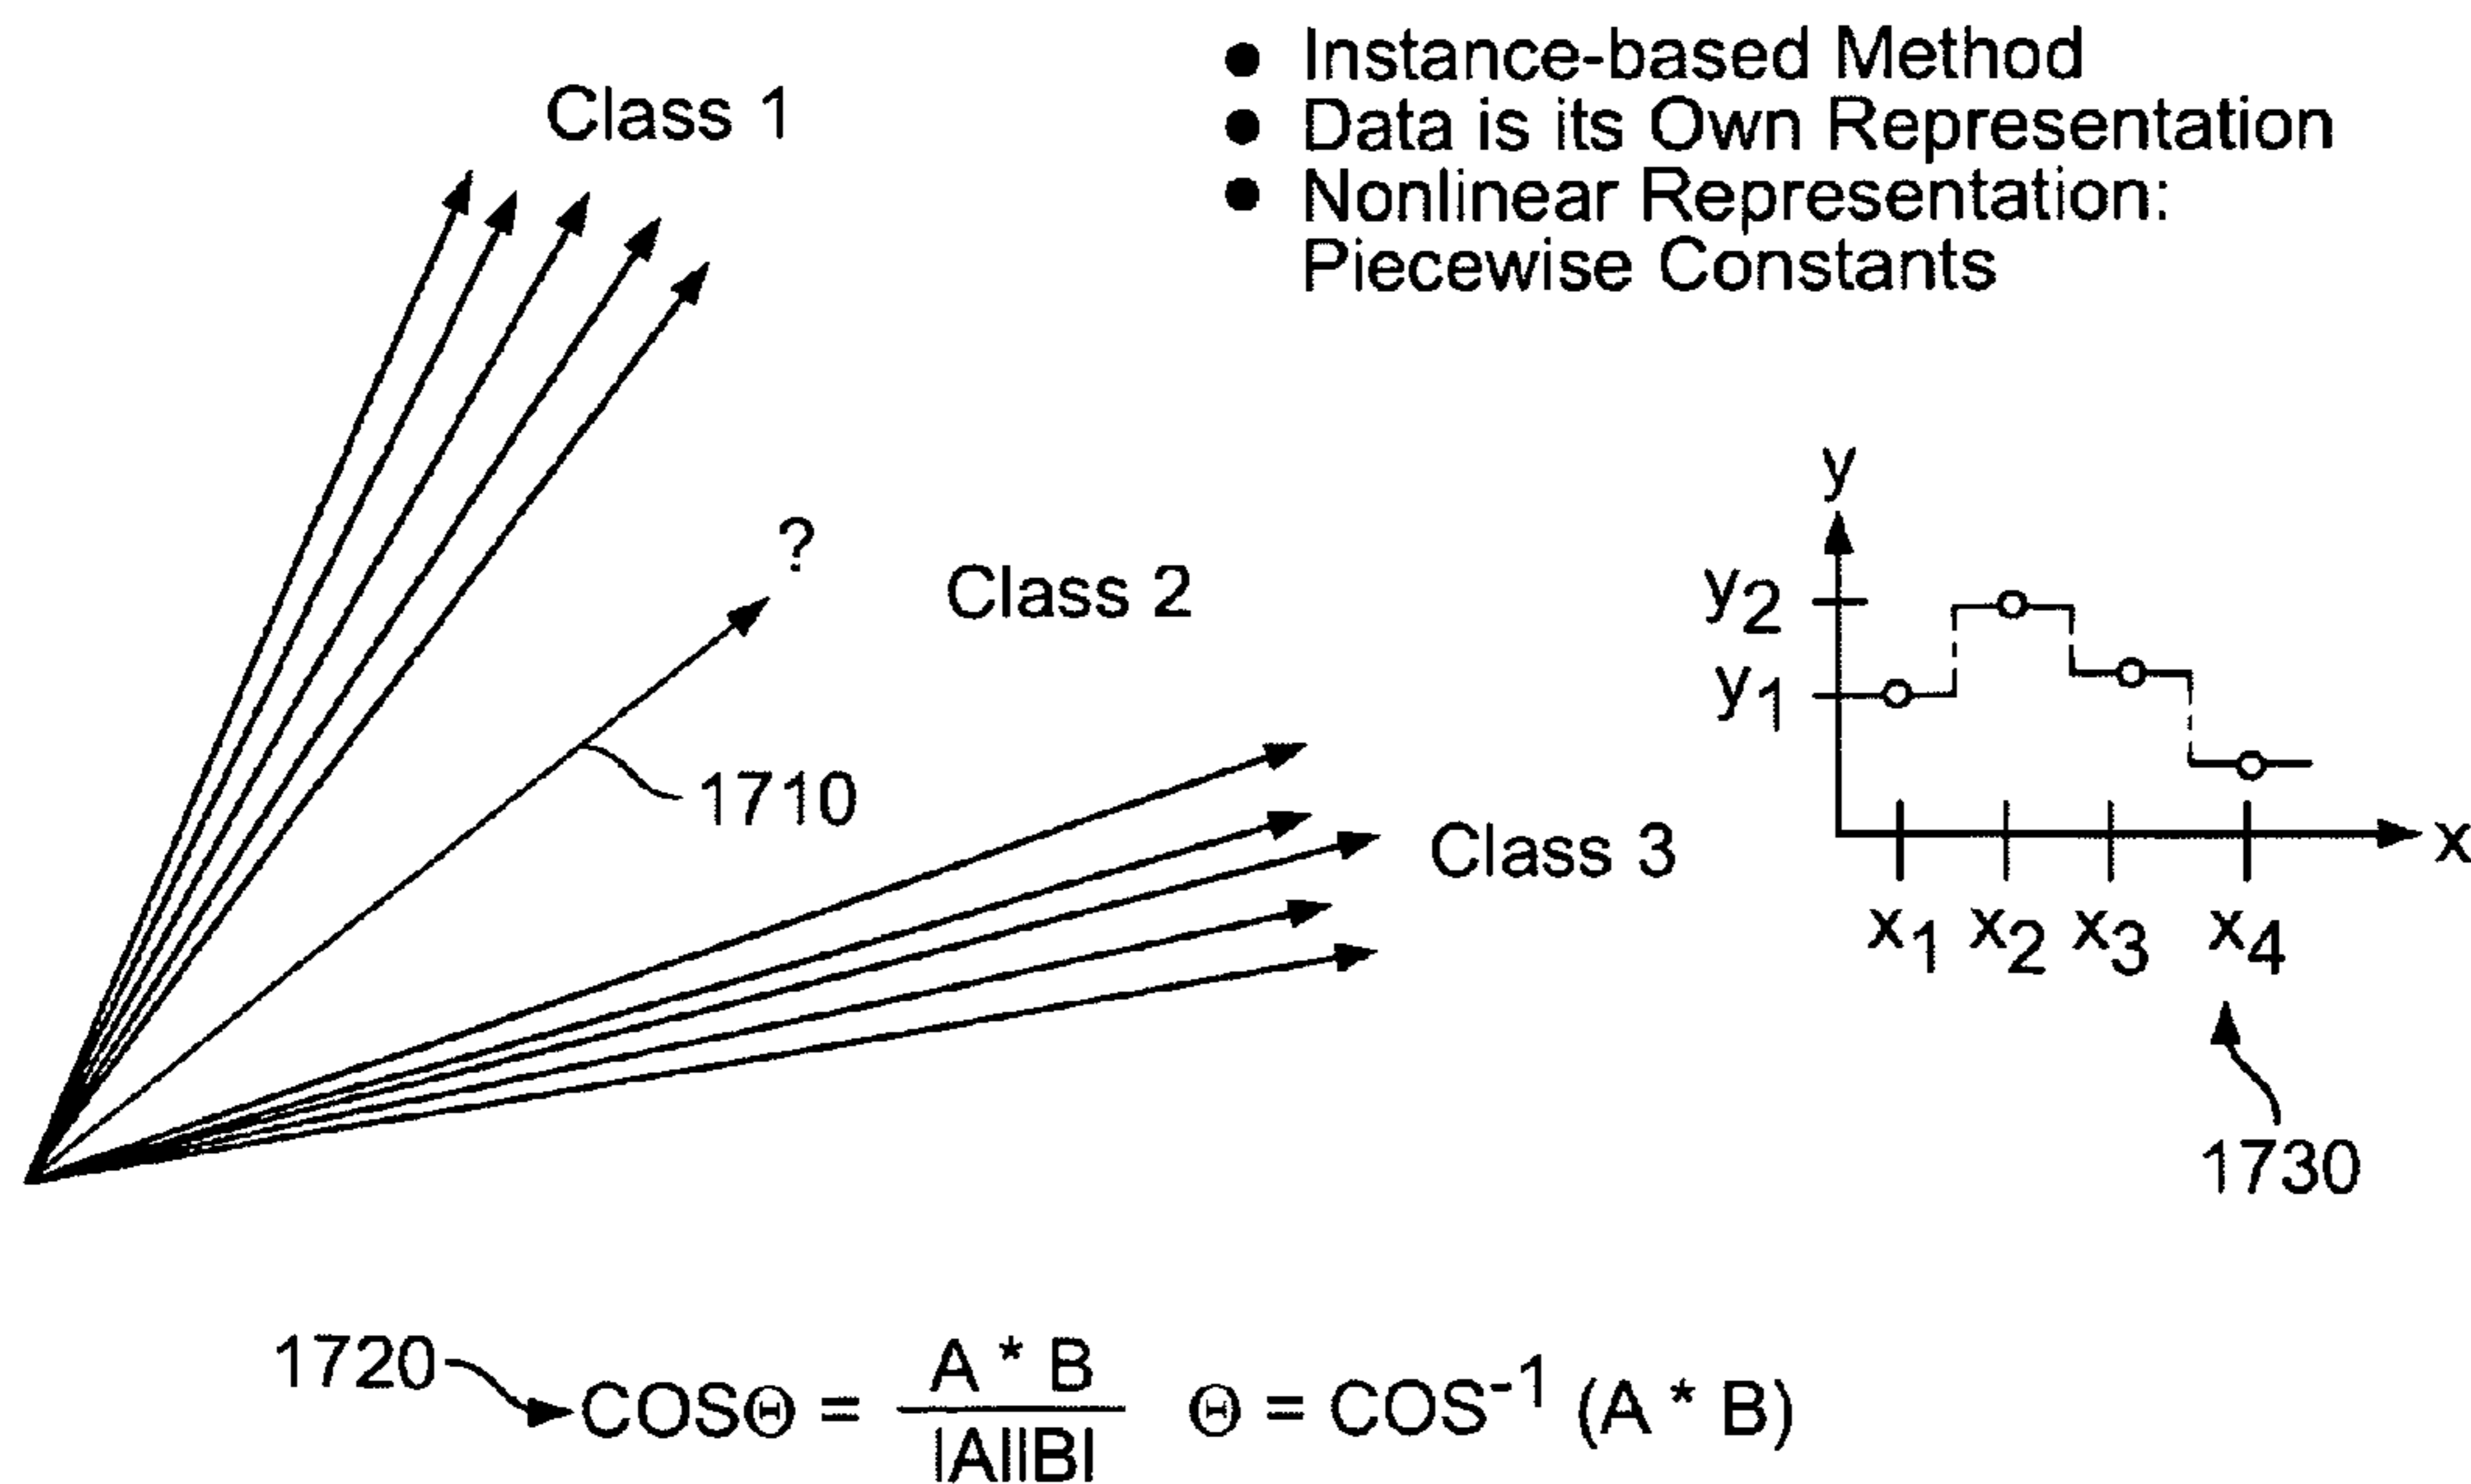 Class 1
● Instance-based Method
● Data is its Own Representation
● Nonlinear Representation:
Piecewise Constants
?
Class 2
1710
Class 3
y
y2
y1
x
x1 x2 x3 x4
1730
1720
COSΘ = A * B / |A||B| Θ = COS⁻¹ (A * B)